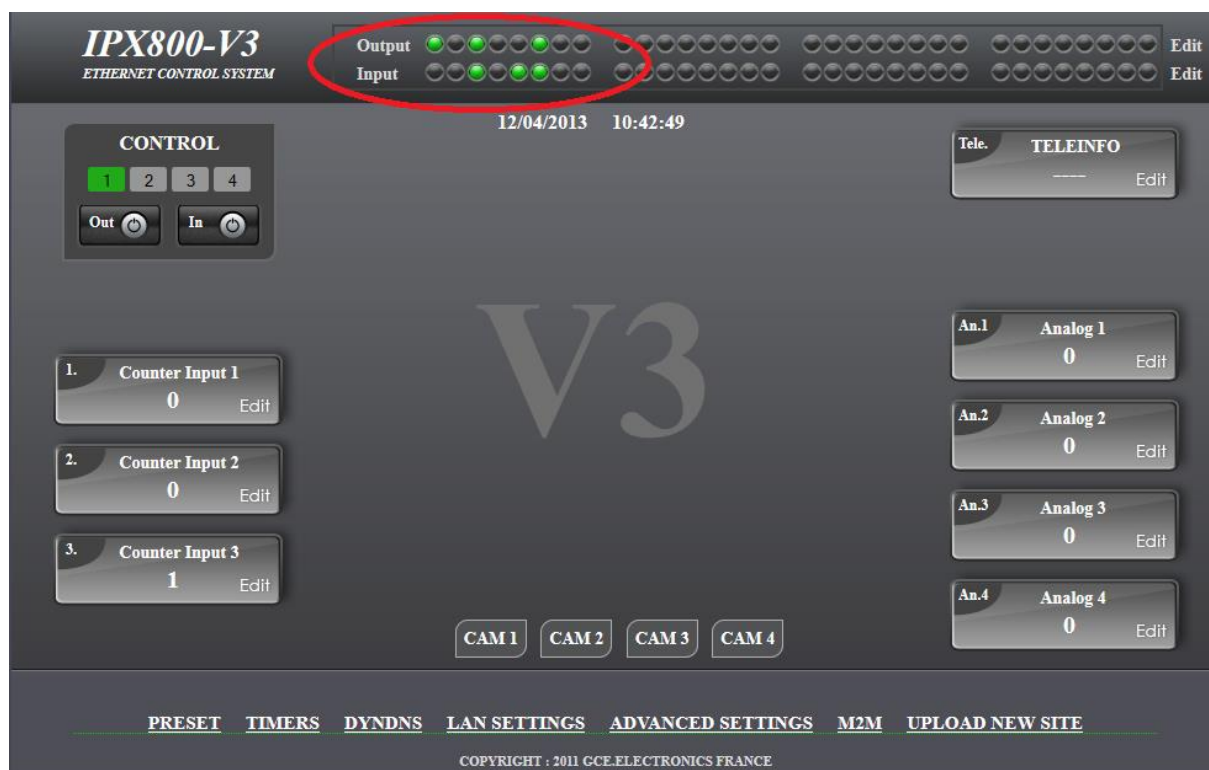 IPX800-V3
ETHERNET CONTROL SYSTEM
Output Edit
Input Edit
12/04/2013 10:42:49
CONTROL
1 2 3 4
Out In
Tele. TELEINFO
---- Edit
1. Counter Input 1
0 Edit
2. Counter Input 2
0 Edit
3. Counter Input 3
1 Edit
V3
An.1 Analog 1
0 Edit
An.2 Analog 2
0 Edit
An.3 Analog 3
0 Edit
An.4 Analog 4
0 Edit
CAM 1 CAM 2 CAM 3 CAM 4
PRESET TIMERS DYNDNS LAN SETTINGS ADVANCED SETTINGS M2M UPLOAD NEW SITE
COPYRIGHT : 2011 GCE.ELECTRONICS FRANCE